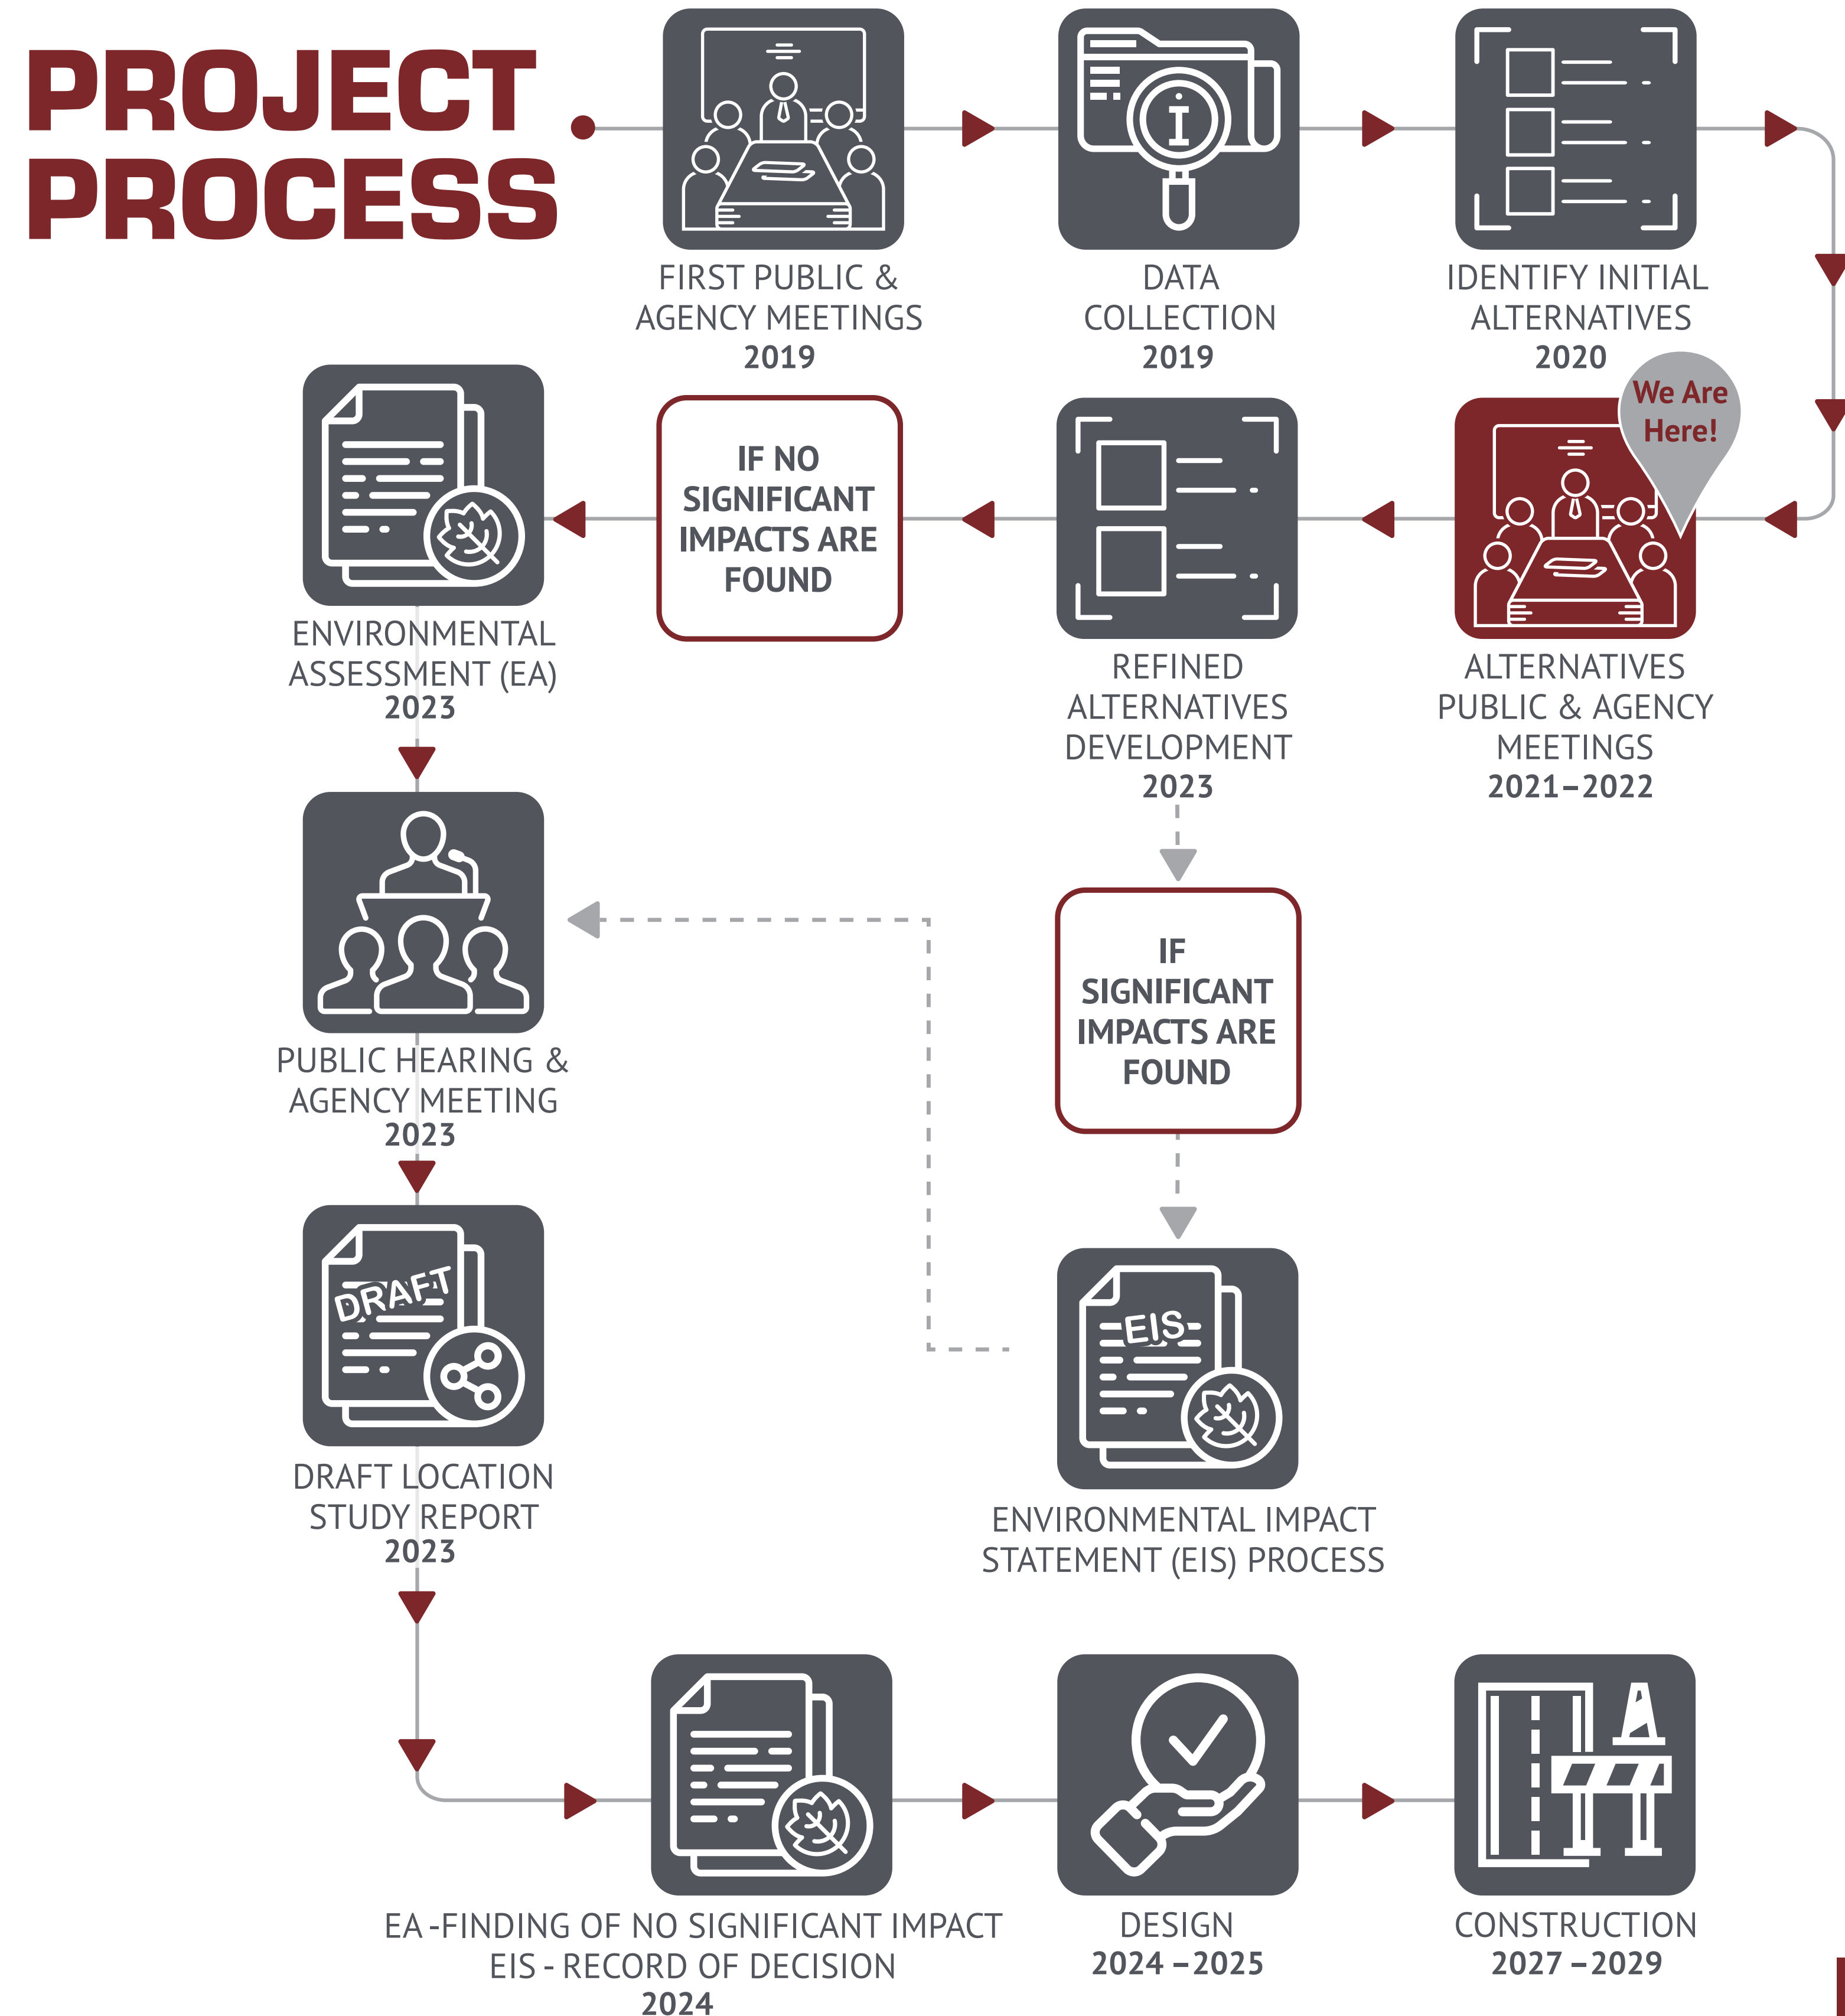 PROJECT
PROCESS
FIRST PUBLIC &
AGENCY MEETINGS
2019
DATA
COLLECTION
2019
IDENTIFY INITIAL
ALTERNATIVES
2020
We Are
Here!
ALTERNATIVES
PUBLIC & AGENCY
MEETINGS
2021–2022
REFINED
ALTERNATIVES
DEVELOPMENT
2023
IF NO
SIGNIFICANT
IMPACTS ARE
FOUND
ENVIRONMENTAL
ASSESSMENT (EA)
2023
IF
SIGNIFICANT
IMPACTS ARE
FOUND
EIS
ENVIRONMENTAL IMPACT
STATEMENT (EIS) PROCESS
PUBLIC HEARING &
AGENCY MEETING
2023
DRAFT
DRAFT LOCATION
STUDY REPORT
2023
EA -FINDING OF NO SIGNIFICANT IMPACT
EIS - RECORD OF DECISION
2024
DESIGN
2024 –2025
CONSTRUCTION
2027 –2029